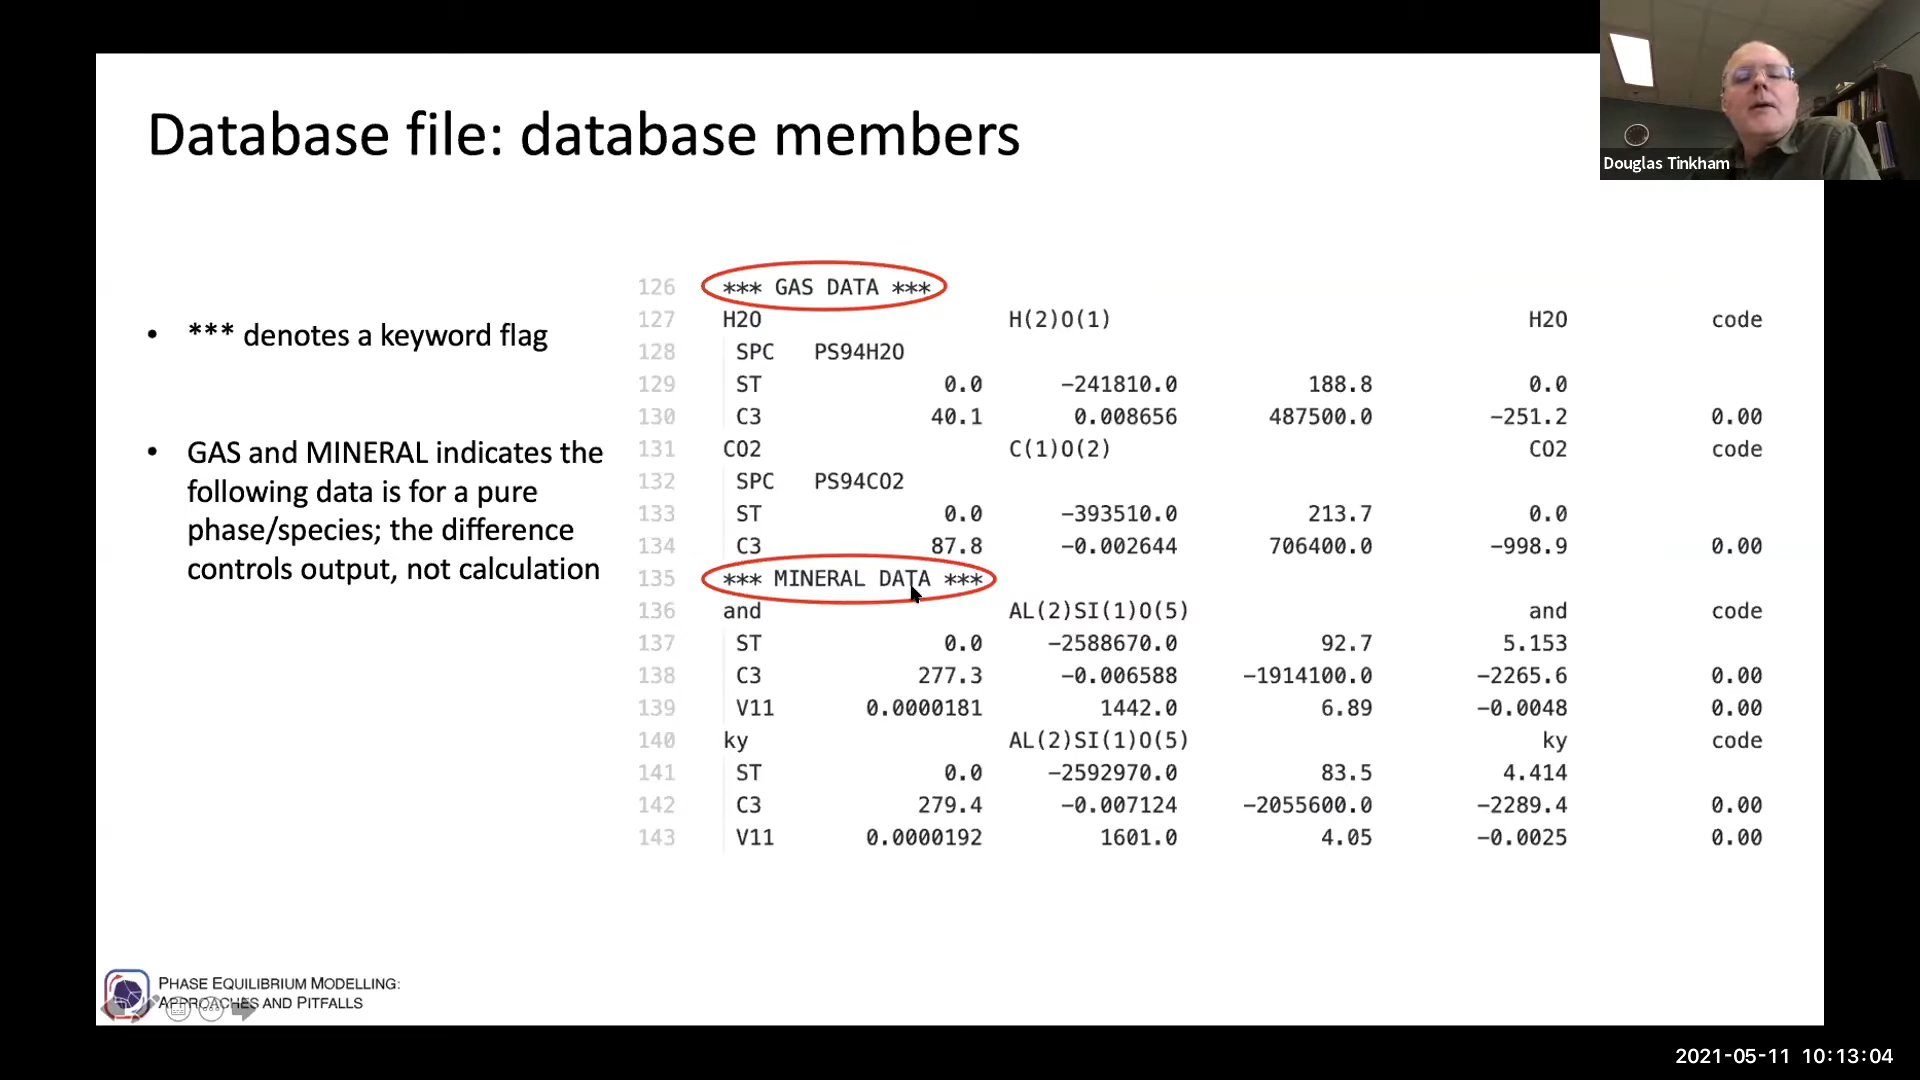 Database file: database members
Douglas Tinkham
• *** denotes a keyword flag
• GAS and MINERAL indicates the
following data is for a pure
phase/species; the difference
controls output, not calculation
126 *** GAS DATA ***
127 H2O H(2)O(1) H2O code
128 SPC PS94H2O
129 ST 0.0 -241810.0 188.8 0.0
130 C3 40.1 0.008656 487500.0 -251.2 0.00
131 CO2 C(1)O(2) CO2 code
132 SPC PS94CO2
133 ST 0.0 -393510.0 213.7 0.0
134 C3 87.8 -0.002644 706400.0 -998.9 0.00
135 *** MINERAL DATA ***
136 and AL(2)SI(1)O(5) and code
137 ST 0.0 -2588670.0 92.7 5.153
138 C3 277.3 -0.006588 -1914100.0 -2265.6 0.00
139 V11 0.0000181 1442.0 6.89 -0.0048 0.00
140 ky AL(2)SI(1)O(5) ky code
141 ST 0.0 -2592970.0 83.5 4.414
142 C3 279.4 -0.007124 -2055600.0 -2289.4 0.00
143 V11 0.0000192 1601.0 4.05 -0.0025 0.00
PHASE EQUILIBRIUM MODELLING:
APPROACHES AND PITFALLS
2021-05-11 10:13:04